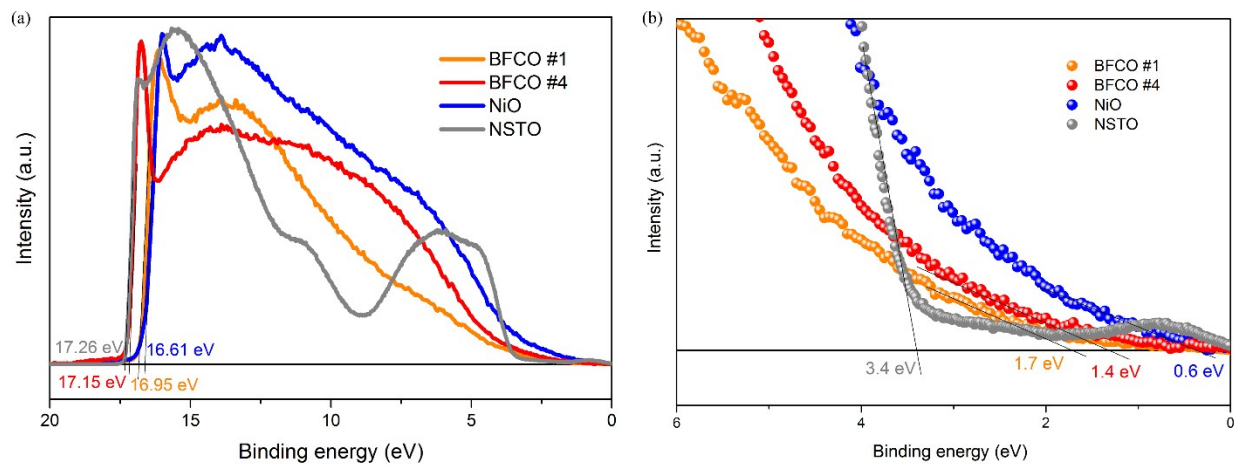 (a)
Intensity (a.u.)
BFCO #1
BFCO #4
NiO
NSTO
17.26 eV
16.61 eV
17.15 eV
16.95 eV
20
15
10
5
0
Binding energy (eV)
(b)
Intensity (a.u.)
BFCO #1
BFCO #4
NiO
NSTO
3.4 eV
1.7 eV
1.4 eV
0.6 eV
6
4
2
0
Binding energy (eV)